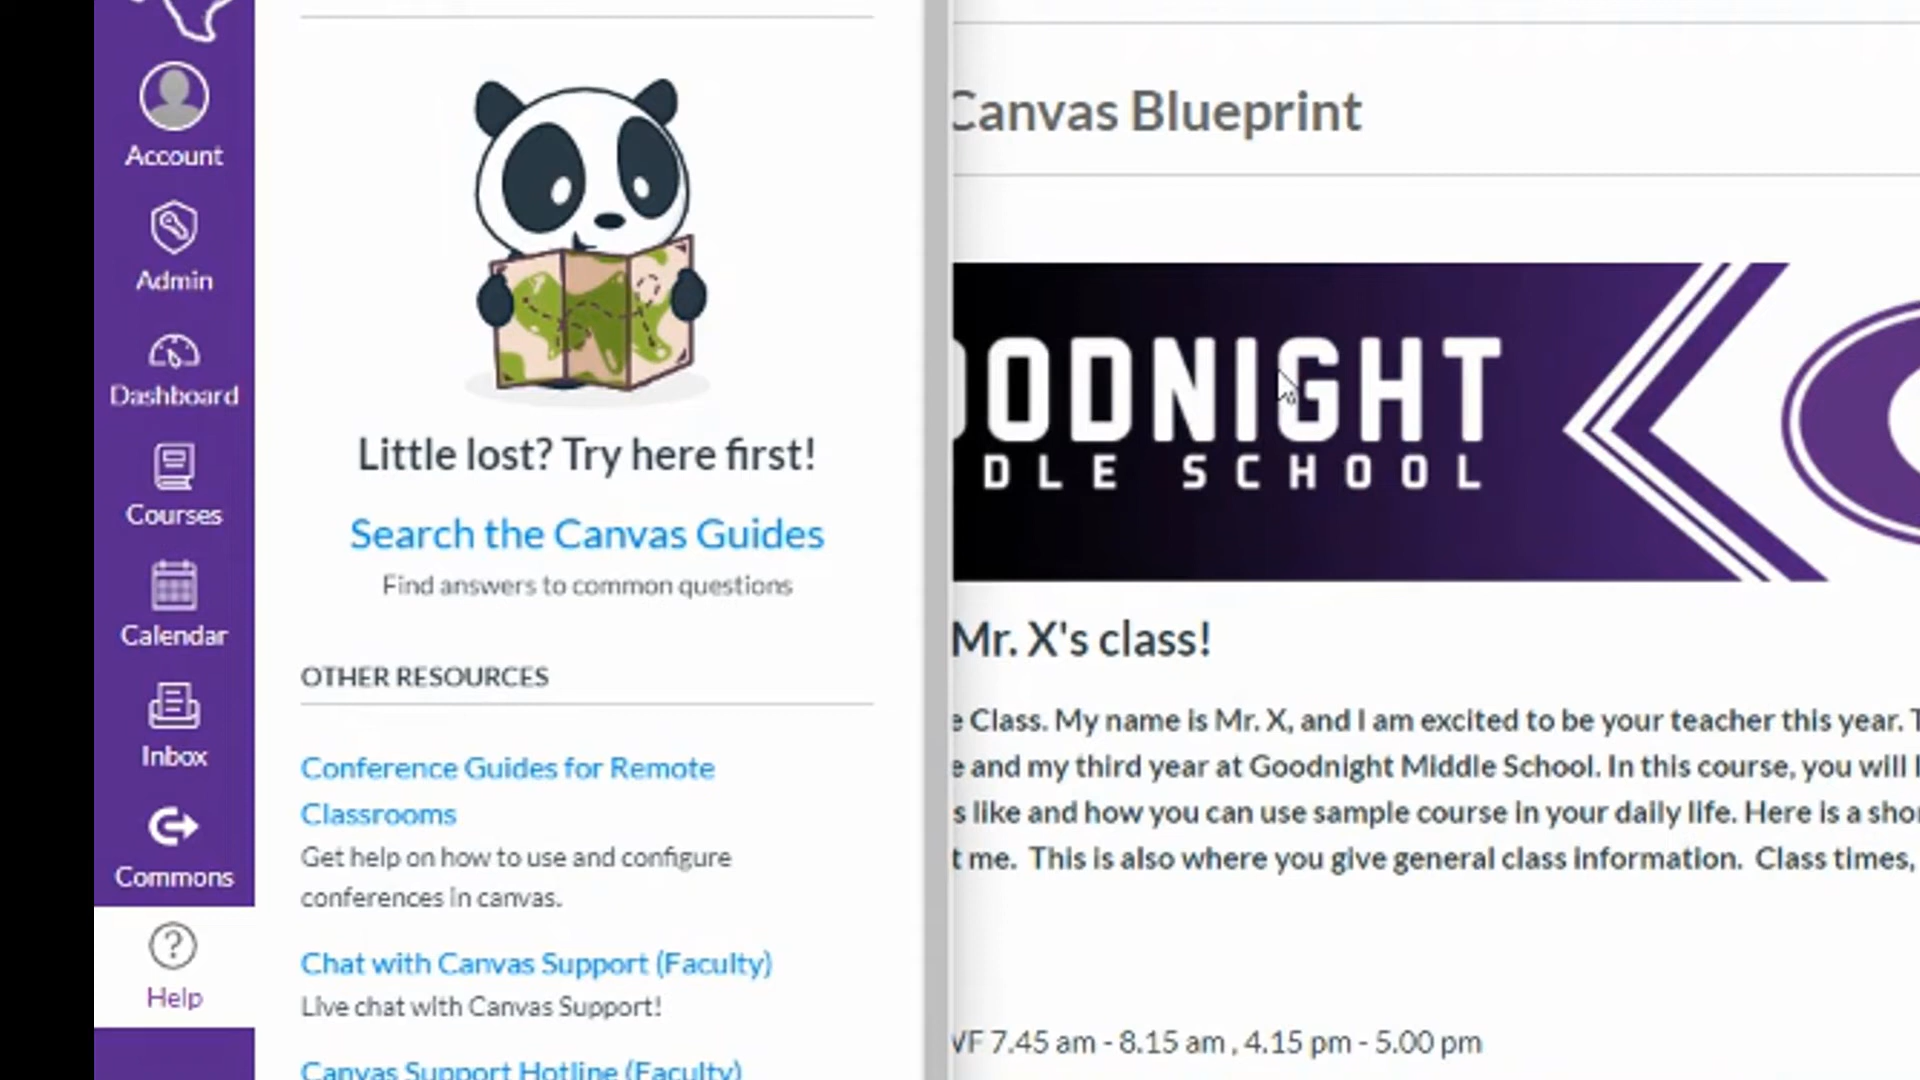 Account
Admin
Dashboard
Courses
Calendar
Inbox
Commons
Help
Little lost? Try here first!
Search the Canvas Guides
Find answers to common questions
OTHER RESOURCES
Conference Guides for Remote
Classrooms
Get help on how to use and configure
conferences in canvas.
Chat with Canvas Support (Faculty)
Live chat with Canvas Support!
Canvas Support Hotline (Faculty)
Canvas Blueprint
OODNIGHT
DLE SCHOOL
Mr. X's class!
e Class. My name is Mr. X, and I am excited to be your teacher this year. T
e and my third year at Goodnight Middle School. In this course, you will l
s like and how you can use sample course in your daily life. Here is a shor
t me. This is also where you give general class information. Class times,
WF 7.45 am - 8.15 am , 4.15 pm - 5.00 pm